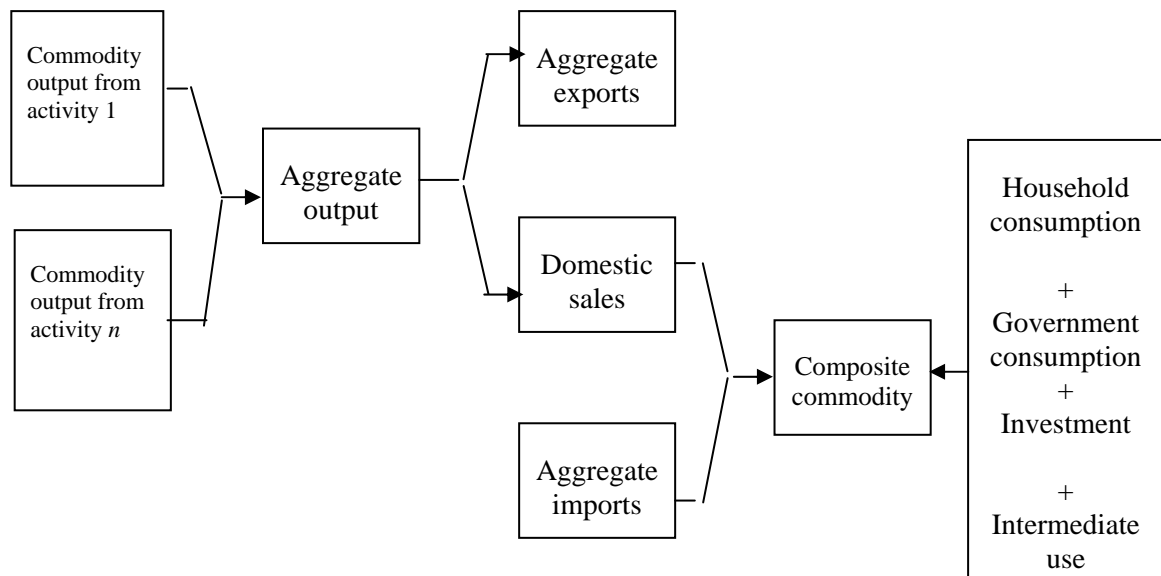 Commodity
output from
activity 1
Commodity
output from
activity n
Aggregate
output
Aggregate
exports
Domestic
sales
Aggregate
imports
Composite
commodity
Household
consumption
+
Government
consumption
+
Investment
+
Intermediate
use